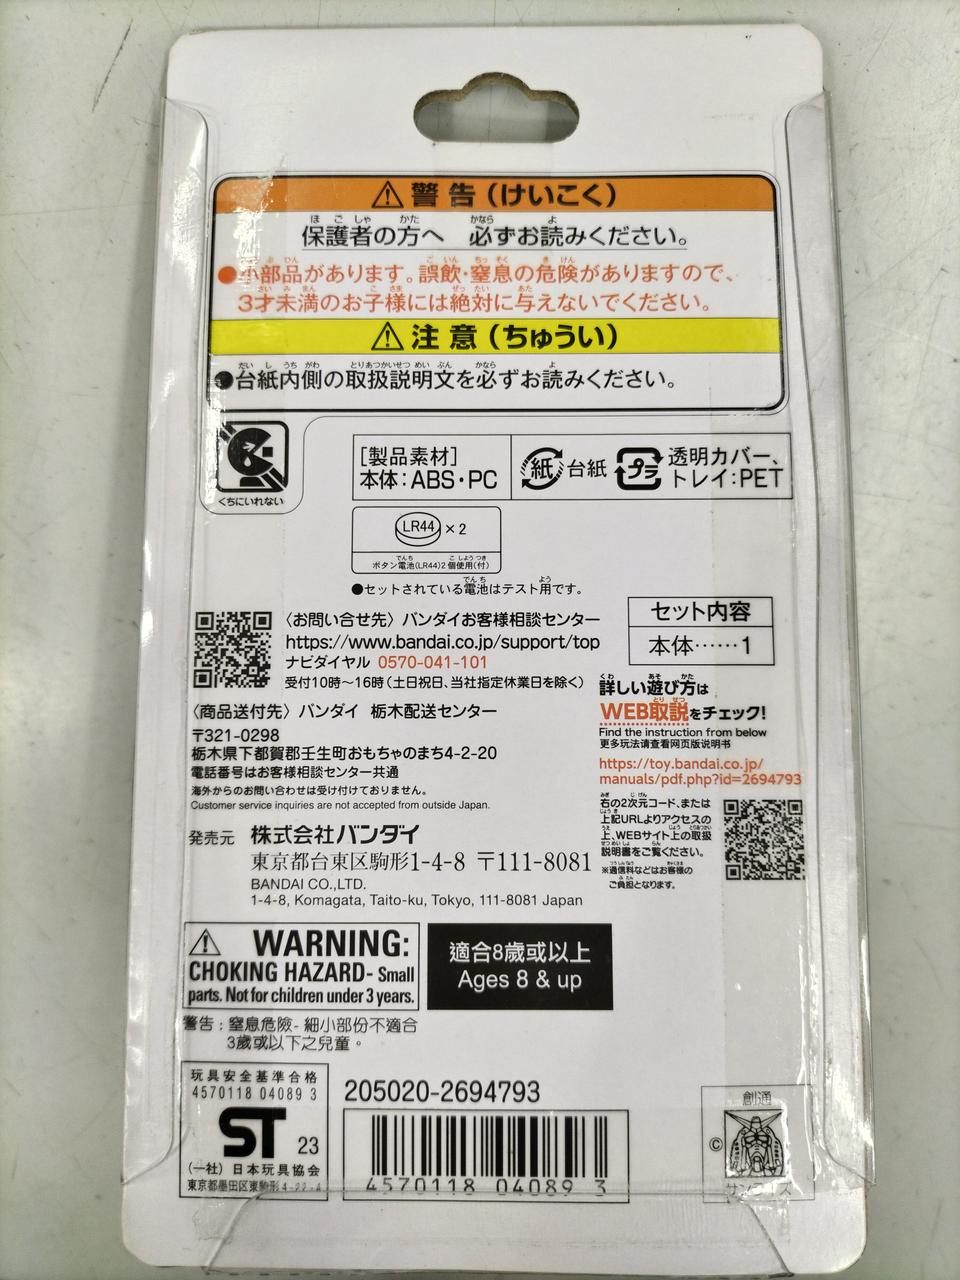 ⚠警告(けいこく)
保護者の方へ 必ずお読みください。
●小部品があります。誤飲・窒息の危険がありますので、
3才未満のお子様には絶対に与えないでください。
⚠注意(ちゅうい)
●台紙内側の取扱説明文を必ずお読みください。
くちにいれない
[製品素材]
本体:ABS・PC
紙 台紙
プラ 透明カバー、
トレイ:PET
LR44 ×2
ボタン電池(LR44)2個使用(付)
●セットされている電池はテスト用です。
〈お問い合せ先〉バンダイお客様相談センター
https://www.bandai.co.jp/support/top
ナビダイヤル 0570-041-101
受付10時～16時(土日祝日、当社指定休業日を除く)
セット内容
本体……1
〈商品送付先〉バンダイ 栃木配送センター
〒321-0298
栃木県下都賀郡壬生町おもちゃのまち4-2-20
電話番号はお客様相談センター共通
海外からのお問い合わせは受け付けておりません。
Customer service inquiries are not accepted from outside Japan.
詳しい遊び方は
WEB取説をチェック!
Find the instruction from below
更多玩法请查看网页版说明书
https://toy.bandai.co.jp/
manuals/pdf.php?id=2694793
右の2次元コード、または
上記URLよりアクセスの
上、WEBサイト上の取扱
説明書をご覧ください。
※通信料などはお客様の
ご負担となります。
発売元 株式会社バンダイ
東京都台東区駒形1-4-8 〒111-8081
BANDAI CO.,LTD.
1-4-8, Komagata, Taito-ku, Tokyo, 111-8081 Japan
⚠ WARNING:
CHOKING HAZARD- Small
parts. Not for children under 3 years.
適合8歲或以上
Ages 8 & up
警告:窒息危險-細小部份不適合
3歲或以下之兒童。
玩具安全基準合格
4570118 04089 3
ST 23
(一社)日本玩具協会
東京都墨田区東駒形4-22-4
205020-2694793
4570118 04089 3
創通
©
サンライズ